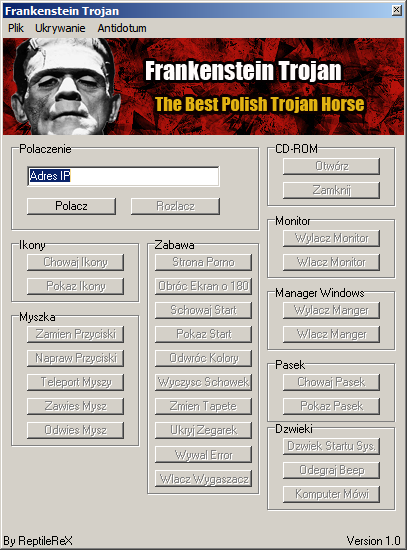 Frankenstein Trojan
Plik Ukrywanie Antidotum
Frankenstein Trojan
The Best Polish Trojan Horse
Polaczenie
Adres IP
Polacz Rozlacz
CD-ROM
Otwórz
Zamknij
Monitor
Wylacz Monitor
Wlacz Monitor
Ikony
Chowaj Ikony
Pokaz Ikony
Zabawa
Strona Porno
Obróc Ekran o 180
Schowaj Start
Pokaz Start
Odwróc Kolory
Wyczysc Schowek
Zmien Tapete
Ukryj Zegarek
Wywal Error
Wlacz Wygaszacz
Manager Windows
Wylacz Manger
Wlacz Manger
Myszka
Zamien Przyciski
Napraw Przyciski
Teleport Myszy
Zawies Mysz
Odwies Mysz
Pasek
Chowaj Pasek
Pokaz Pasek
Dzwieki
Dzwiek Startu Sys.
Odegraj Beep
Komputer Mówi
By ReptileReX Version 1.0